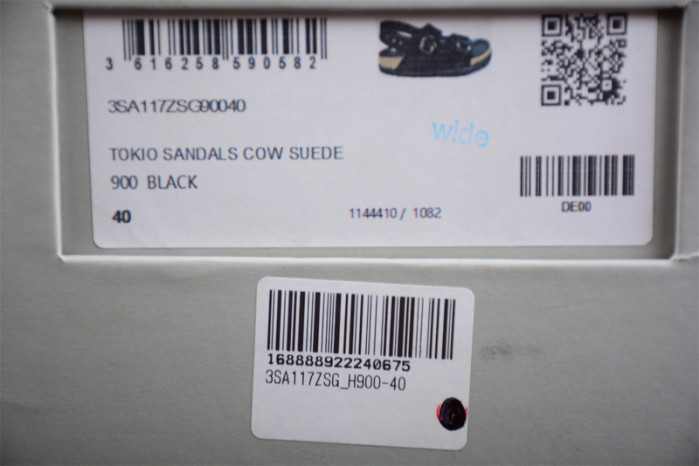 3 616258 590582
3SA117ZSG90040
wide
TOKIO SANDALS COW SUEDE
900 BLACK
40
1144410 / 1082
DE00
168888922240675
3SA117ZSG_H900-40